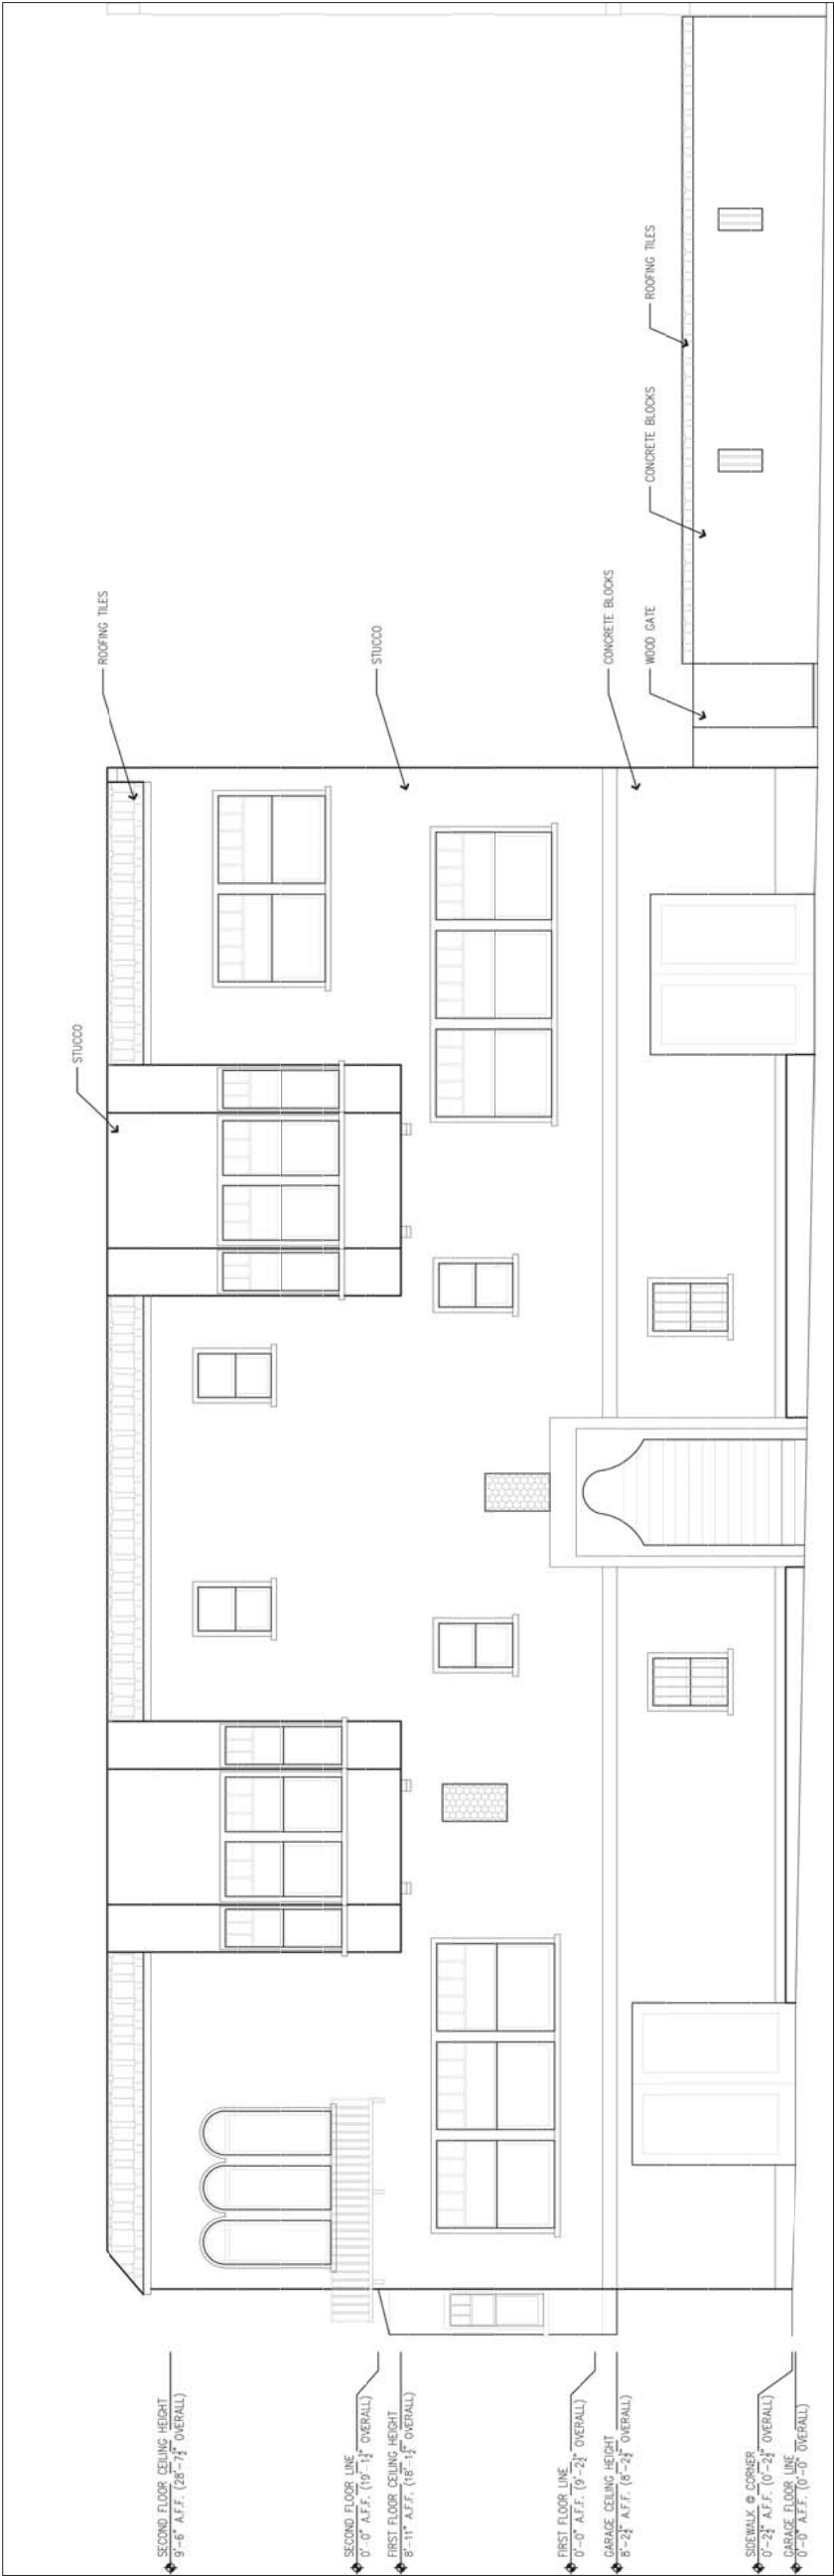 STUCCO
ROOFING TILES
SECOND FLOOR CEILING HEIGHT
9'-6" A.F.F. (28'-7½" OVERALL)
SECOND FLOOR LINE
0'-0" A.F.F. (19'-1½" OVERALL)
STUCCO
FIRST FLOOR CEILING HEIGHT
8'-11" A.F.F. (18'-1½" OVERALL)
FIRST FLOOR LINE
0'-0" A.F.F. (9'-2½" OVERALL)
GARAGE CEILING HEIGHT
8'-2½" A.F.F. (8'-2½" OVERALL)
CONCRETE BLOCKS
WOOD GATE
CONCRETE BLOCKS
ROOFING TILES
SIDEWALK @ CORNER
0'-2½" A.F.F. (0'-2½" OVERALL)
GARAGE FLOOR LINE
0'-0" A.F.F. (0'-0" OVERALL)